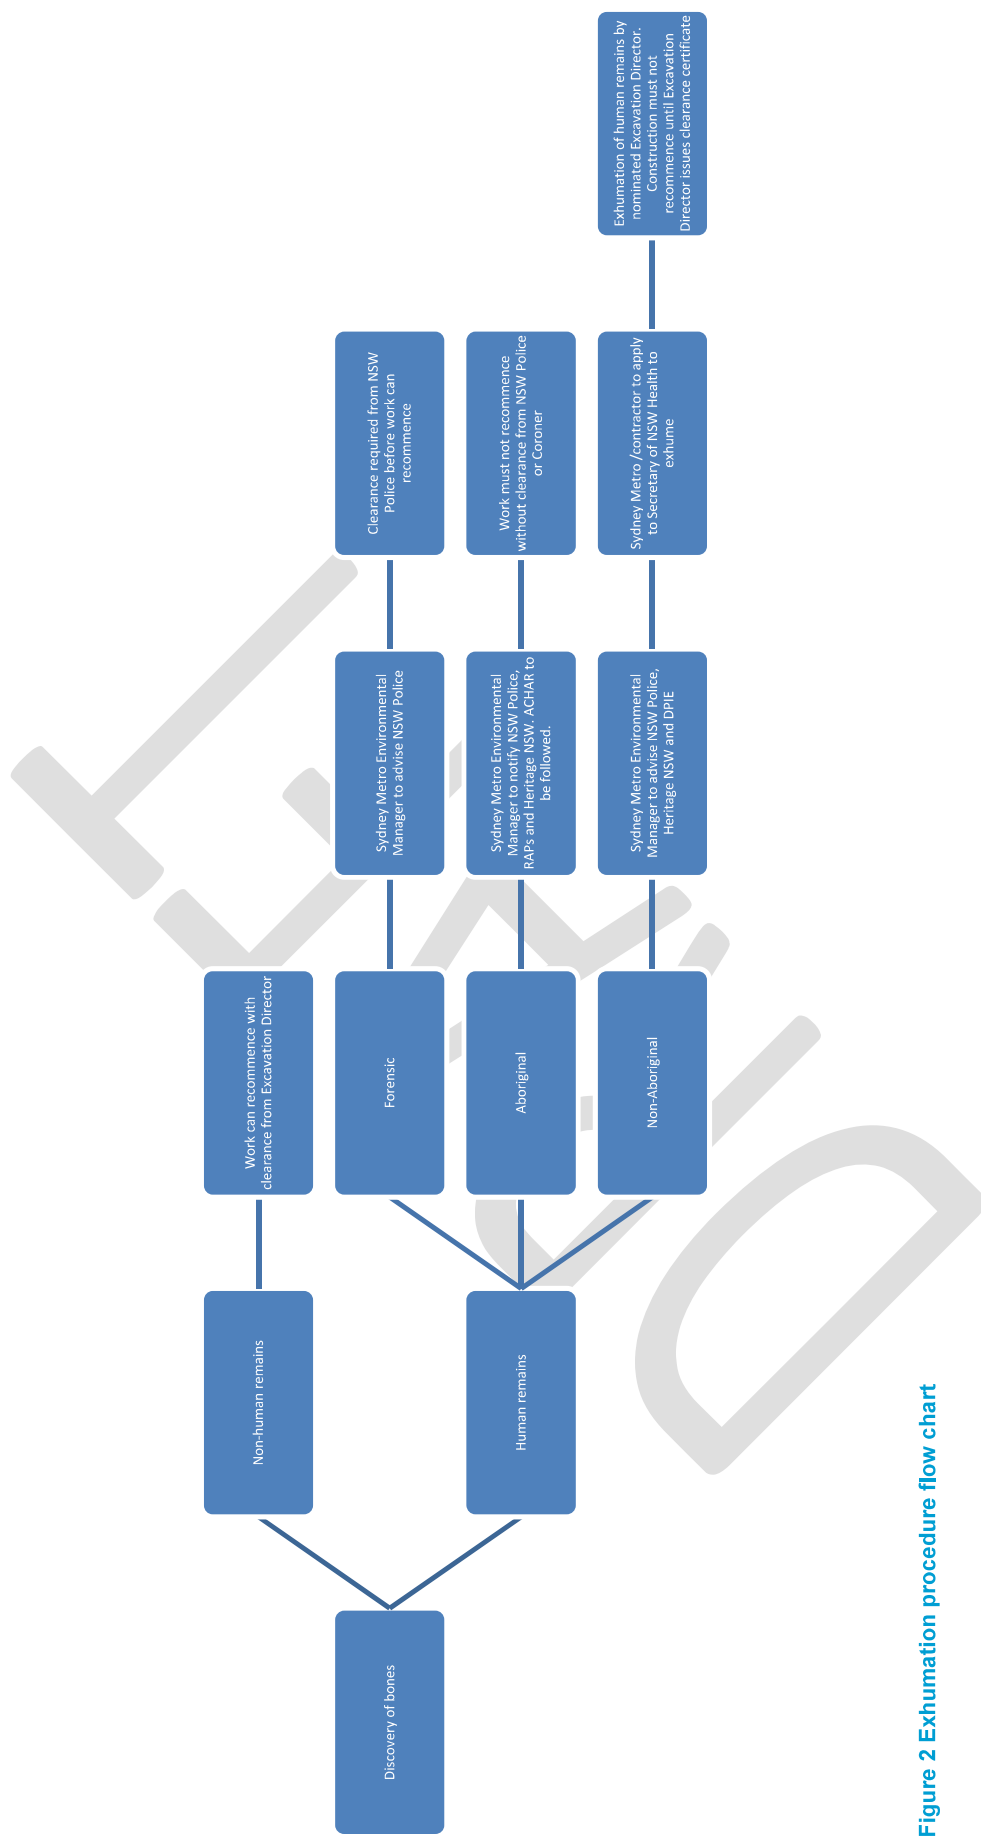 Discovery of bones
Non-human remains
Work can recommence with
clearance from Excavation Director
Human remains
Forensic
Sydney Metro Environmental
Manager to advise NSW Police
Clearance required from NSW
Police before work can
recommence
Aboriginal
Sydney Metro Environmental
Manager to notify NSW Police,
RAPs and Heritage NSW. ACHAR to
be followed.
Work must not recommence
without clearance from NSW Police
or Coroner
Non-Aboriginal
Sydney Metro Environmental
Manager to advise NSW Police,
Heritage NSW and DPIE
Sydney Metro /contractor to apply
to Secretary of NSW Health to
exhume
Exhumation of human remains by
nominated Excavation Director.
Construction must not
recommence until Excavation
Director issues clearance certificate
Figure 2 Exhumation procedure flow chart